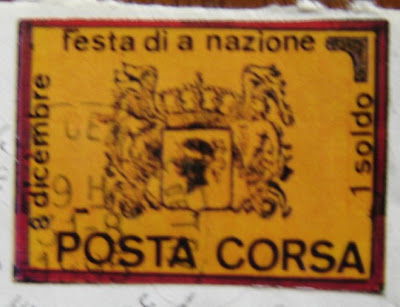 Festa di a nazione
8 dicembre
1 soldo
POSTA CORSA